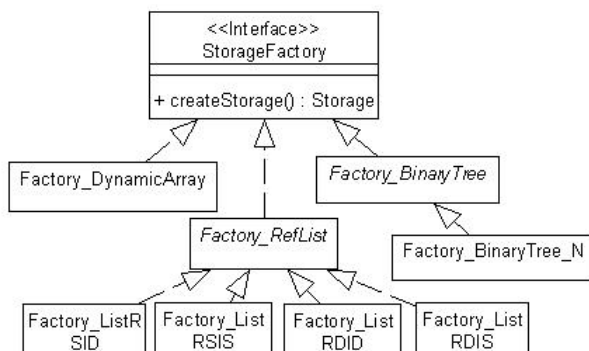 <<Interface>>
StorageFactory
+ createStorage() : Storage
Factory_DynamicArray
Factory_BinaryTree
Factory_RefList
Factory_BinaryTree_N
Factory_ListR
SID
Factory_List
RSIS
Factory_List
RDID
Factory_List
RDIS